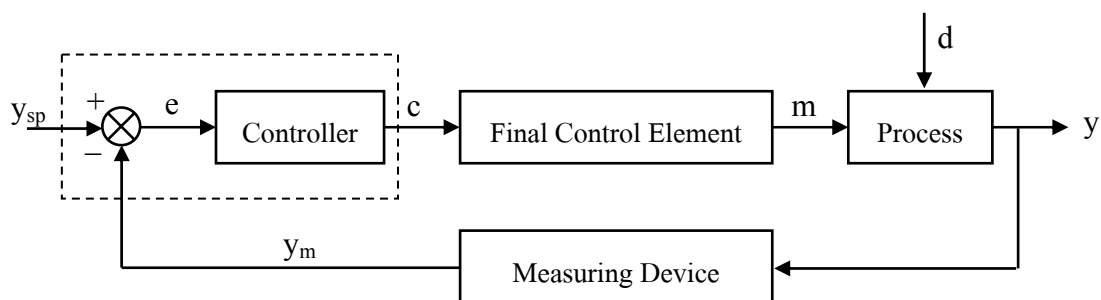 d
y_sp + e Controller c Final Control Element m Process y
−
y_m Measuring Device